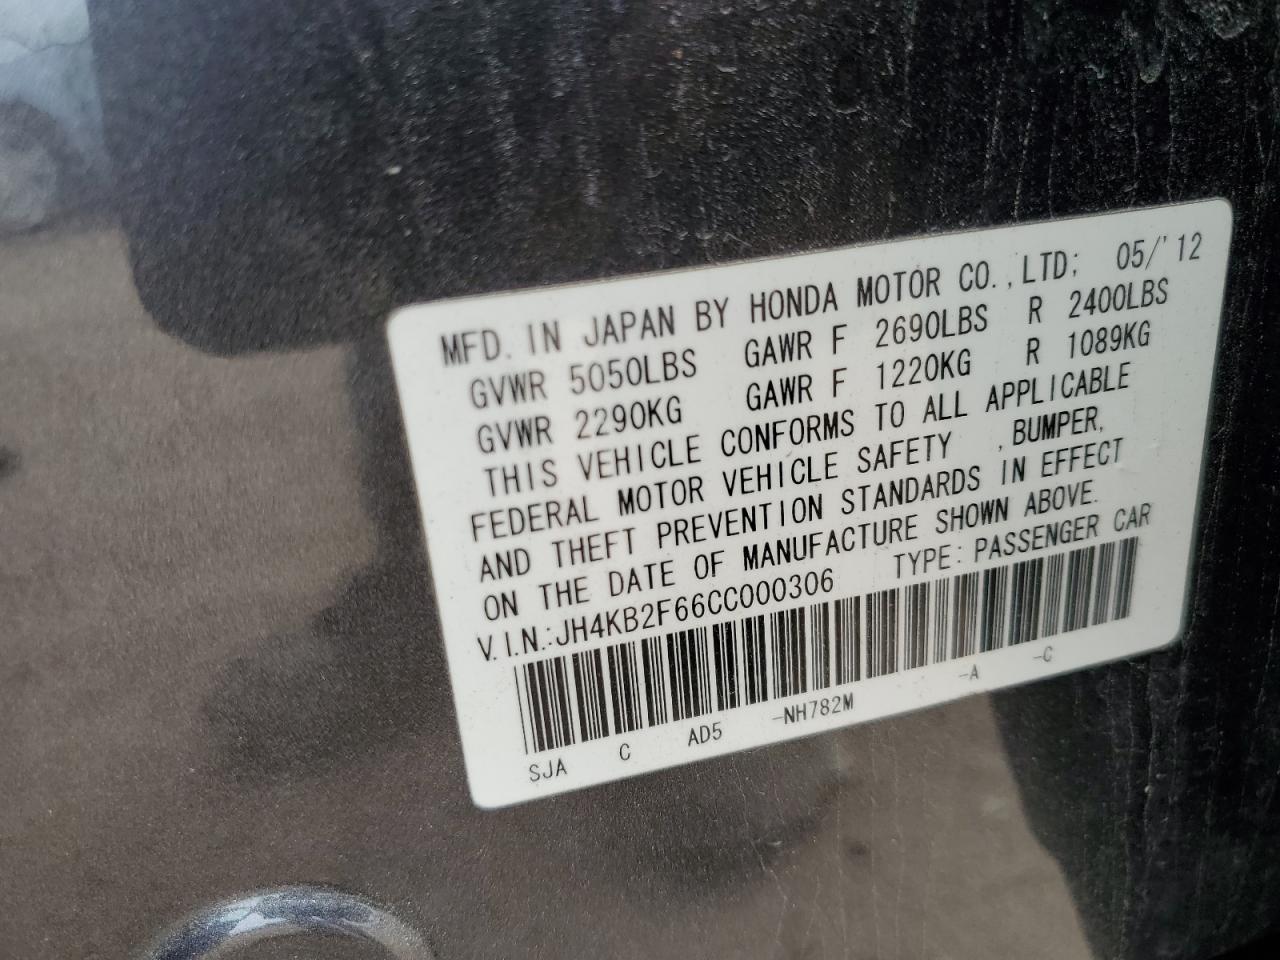 MFD. IN JAPAN BY HONDA MOTOR CO.,LTD; 05/'12
GVWR 5050LBS GAWR F 2690LBS R 2400LBS
GVWR 2290KG GAWR F 1220KG R 1089KG
THIS VEHICLE CONFORMS TO ALL APPLICABLE
FEDERAL MOTOR VEHICLE SAFETY ,BUMPER,
AND THEFT PREVENTION STANDARDS IN EFFECT
ON THE DATE OF MANUFACTURE SHOWN ABOVE.
V.I.N.:JH4KB2F66CC000306 TYPE:PASSENGER CAR
SJA C AD5 -NH782M -A -C